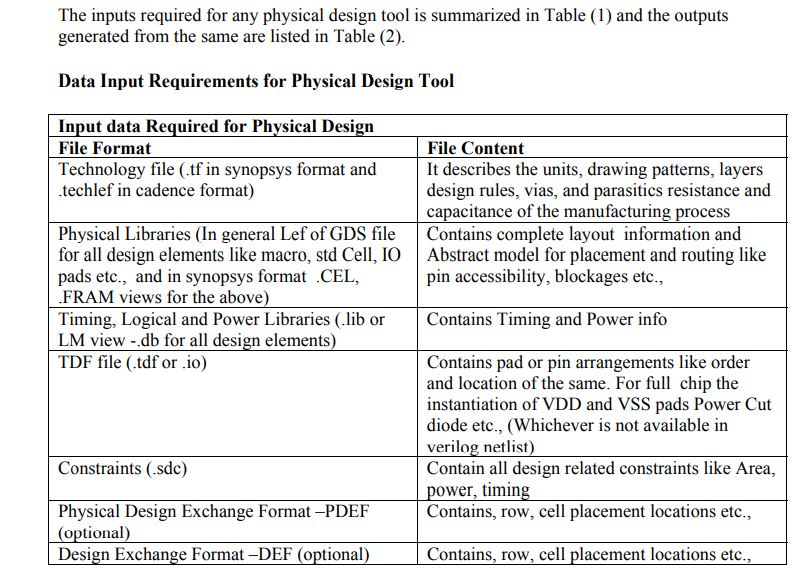 The inputs required for any physical design tool is summarized in Table (1) and the outputs
generated from the same are listed in Table (2).
Data Input Requirements for Physical Design Tool
Input data Required for Physical Design
File Format
File Content
Technology file (.tf in synopsys format and
.techlef in cadence format)
It describes the units, drawing patterns, layers
design rules, vias, and parasitics resistance and
capacitance of the manufacturing process
Physical Libraries (In general Lef of GDS file
for all design elements like macro, std Cell, IO
pads etc., and in synopsys format .CEL,
.FRAM views for the above)
Contains complete layout information and
Abstract model for placement and routing like
pin accessibility, blockages etc.,
Timing, Logical and Power Libraries (.lib or
LM view -.db for all design elements)
Contains Timing and Power info
TDF file (.tdf or .io)
Contains pad or pin arrangements like order
and location of the same. For full chip the
instantiation of VDD and VSS pads Power Cut
diode etc., (Whichever is not available in
verilog netlist)
Constraints (.sdc)
Contain all design related constraints like Area,
power, timing
Physical Design Exchange Format –PDEF
(optional)
Contains, row, cell placement locations etc.,
Design Exchange Format –DEF (optional)
Contains, row, cell placement locations etc.,